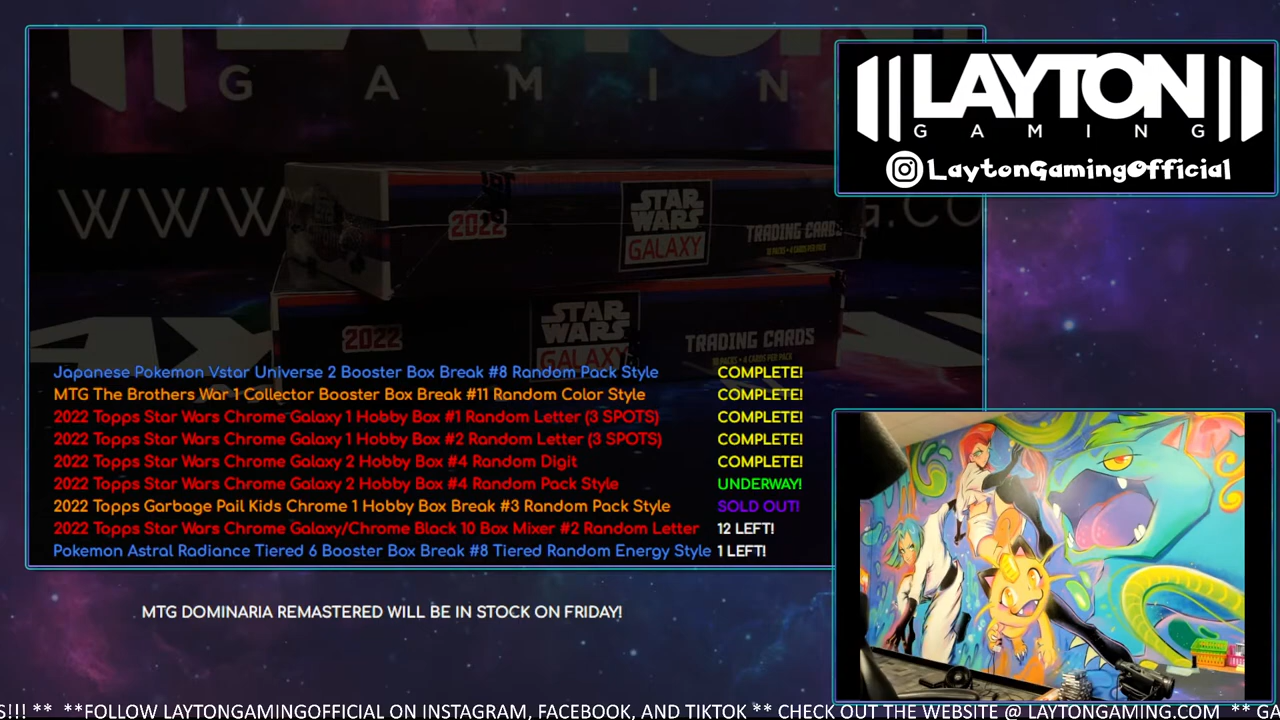 LAYTON
GAMING
LaytonGamingOfficial
GAMIN
WWW
G.CO
2022
STAR
WARS
GALAXY
TRADING CARDS
2022
STAR
WARS
GALAXY
TRADING CARDS
Japanese Pokemon Vstar Universe 2 Booster Box Break #8 Random Pack Style COMPLETE!
MTG The Brothers War 1 Collector Booster Box Break #11 Random Color Style COMPLETE!
2022 Topps Star Wars Chrome Galaxy 1 Hobby Box #1 Random Letter (3 SPOTS) COMPLETE!
2022 Topps Star Wars Chrome Galaxy 1 Hobby Box #2 Random Letter (3 SPOTS) COMPLETE!
2022 Topps Star Wars Chrome Galaxy 2 Hobby Box #4 Random Digit COMPLETE!
2022 Topps Star Wars Chrome Galaxy 2 Hobby Box #4 Random Pack Style UNDERWAY!
2022 Topps Garbage Pail Kids Chrome 1 Hobby Box Break #3 Random Pack Style SOLD OUT!
2022 Topps Star Wars Chrome Galaxy/Chrome Black 10 Box Mixer #2 Random Letter 12 LEFT!
Pokemon Astral Radiance Tiered 6 Booster Box Break #8 Tiered Random Energy Style 1 LEFT!
MTG DOMINARIA REMASTERED WILL BE IN STOCK ON FRIDAY!
S!!! ** **FOLLOW LAYTONGAMINGOFFICIAL ON INSTAGRAM, FACEBOOK, AND TIKTOK ** CHECK OUT THE WEBSITE @ LAYTONGAMING.COM ** GA